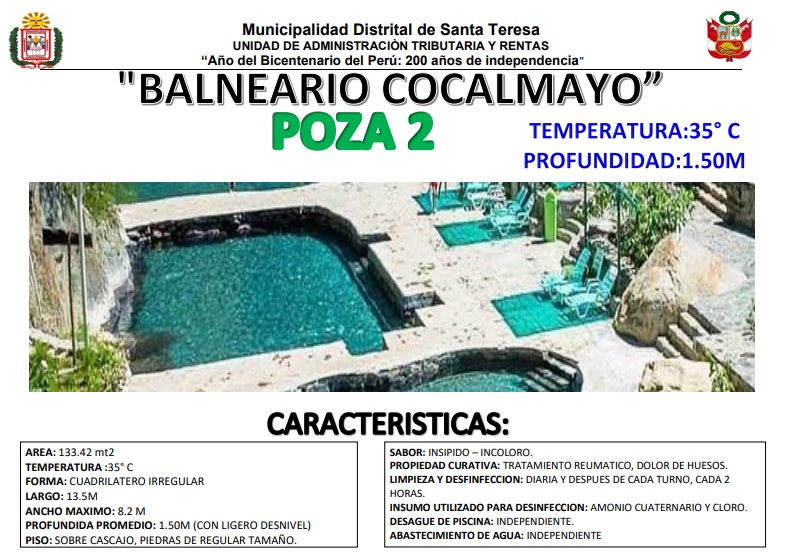 Municipalidad Distrital de Santa Teresa
UNIDAD DE ADMINISTRACIÒN TRIBUTARIA Y RENTAS
“Año del Bicentenario del Perú: 200 años de independencia”
"BALNEARIO COCALMAYO”
POZA 2
TEMPERATURA:35° C
PROFUNDIDAD:1.50M
CARACTERISTICAS:
AREA: 133.42 mt2
TEMPERATURA :35° C
FORMA: CUADRILATERO IRREGULAR
LARGO: 13.5M
ANCHO MAXIMO: 8.2 M
PROFUNDIDA PROMEDIO: 1.50M (CON LIGERO DESNIVEL)
PISO: SOBRE CASCAJO, PIEDRAS DE REGULAR TAMAÑO.
SABOR: INSIPIDO – INCOLORO.
PROPIEDAD CURATIVA: TRATAMIENTO REUMATICO, DOLOR DE HUESOS.
LIMPIEZA Y DESFINFECCION: DIARIA Y DESPUES DE CADA TURNO, CADA 2
HORAS.
INSUMO UTILIZADO PARA DESINFECCION: AMONIO CUATERNARIO Y CLORO.
DESAGUE DE PISCINA: INDEPENDIENTE.
ABASTECIMIENTO DE AGUA: INDEPENDIENTE